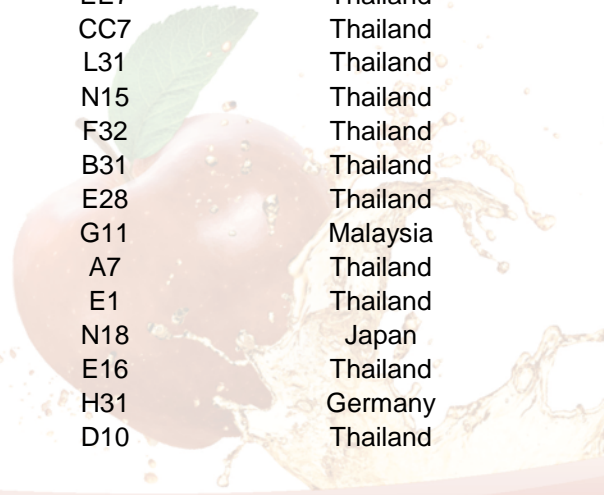 CC7 Thailand
L31 Thailand
N15 Thailand
F32 Thailand
B31 Thailand
E28 Thailand
G11 Malaysia
A7 Thailand
E1 Thailand
N18 Japan
E16 Thailand
H31 Germany
D10 Thailand